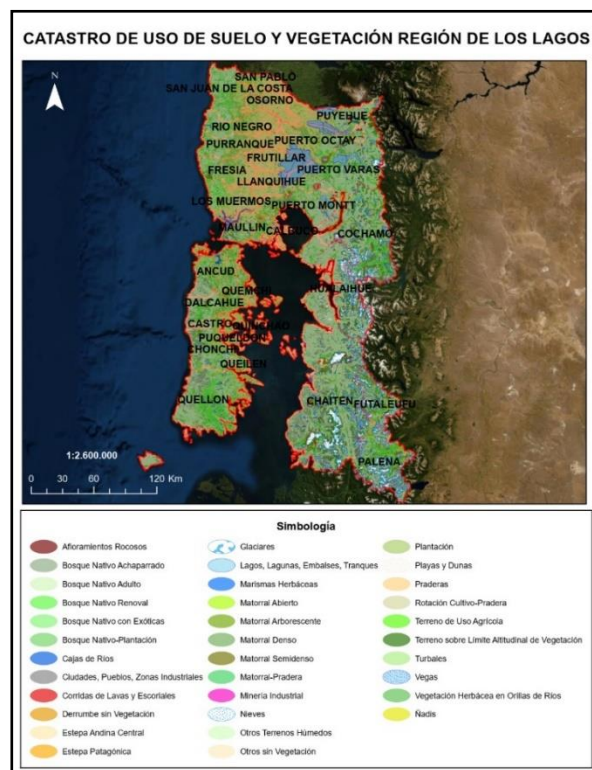 CATASTRO DE USO DE SUELO Y VEGETACIÓN REGIÓN DE LOS LAGOS
N
SAN PABLO
SAN JUAN DE LA COSTA
OSORNO
PUYEHUE
RIO NEGRO
PURRANQUE
PUERTO OCTAY
FRUTILLAR
FRESIA
PUERTO VARAS
LLANQUIHUE
LOS MUERMOS
PUERTO MONTT
MAULLIN
CALBUCO
COCHAMO
ANCUD
HUALAIHUE
QUEMCHI
DALCAHUE
CASTRO
QUINCHAO
PUQUELDON
CHONCHI
QUEILEN
QUELLON
CHAITEN
FUTALEUFU
PALENA
1:2.600.000
0 30 60 120 Km
Simbología
Afloramientos Rocosos
Bosque Nativo Achaparrado
Bosque Nativo Adulto
Bosque Nativo Renoval
Bosque Nativo con Exóticas
Bosque Nativo-Plantación
Cajas de Ríos
Ciudades, Pueblos, Zonas Industriales
Corridas de Lavas y Escoriales
Derrumbe sin Vegetación
Estepa Andina Central
Estepa Patagónica
Glaciares
Lagos, Lagunas, Embalses, Tranques
Marismas Herbáceas
Matorral Abierto
Matorral Arborescente
Matorral Denso
Matorral Semidenso
Matorral-Pradera
Minería Industrial
Nieves
Otros Terrenos Húmedos
Otros sin Vegetación
Plantación
Playas y Dunas
Praderas
Rotación Cultivo-Pradera
Terreno de Uso Agrícola
Terreno sobre Límite Altitudinal de Vegetación
Turbales
Vegas
Vegetación Herbácea en Orillas de Ríos
Ñadis